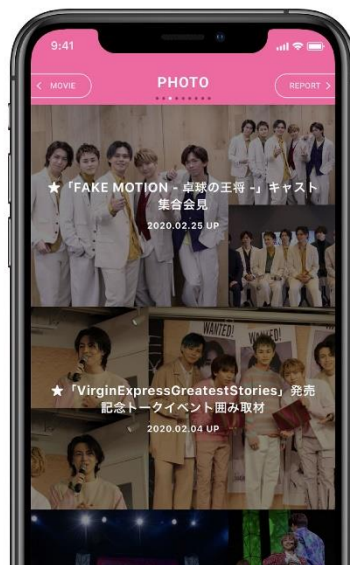 9:41
MOVIE
PHOTO
REPORT
★「FAKE MOTION - 卓球の王将 -」キャスト
集合会見
2020.02.25 UP
WANTED!
WANTED!
★「VirginExpressGreatestStories」発売
記念トークイベント囲み取材
2020.02.04 UP